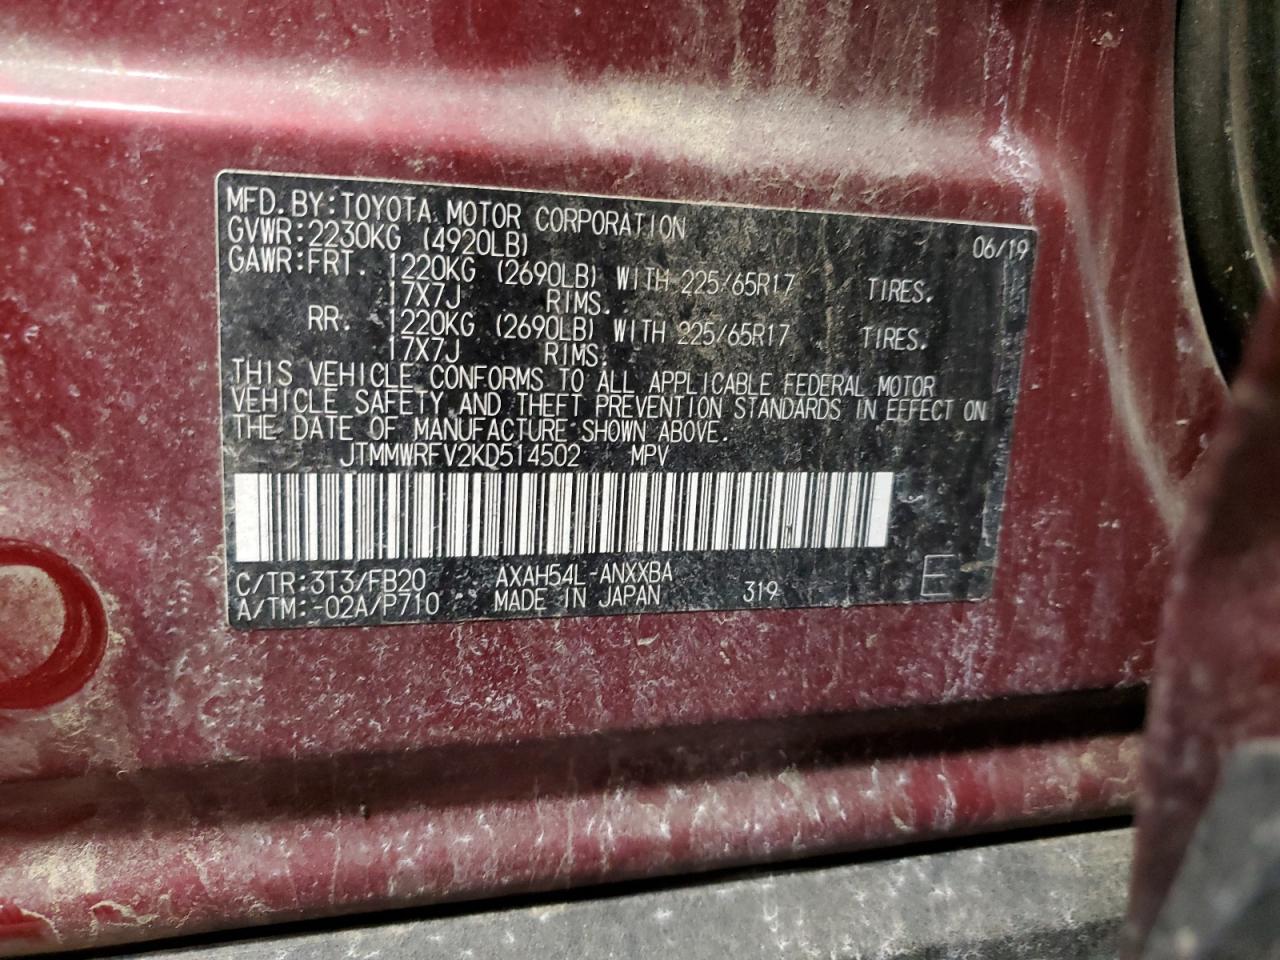 MFD. BY: TOYOTA MOTOR CORPORATION 06/19
GVWR: 2230KG (4920LB)
GAWR: FRT. 1220KG (2690LB) WITH 225/65R17 TIRES.
17X7J RIMS.
RR. 1220KG (2690LB) WITH 225/65R17 TIRES.
17X7J RIMS.
THIS VEHICLE CONFORMS TO ALL APPLICABLE FEDERAL MOTOR
VEHICLE SAFETY AND THEFT PREVENTION STANDARDS IN EFFECT ON
THE DATE OF MANUFACTURE SHOWN ABOVE.
JTMMWRFV2KD514502 MPV
C/TR: 3T3/FB20 AXAH54L-ANXXBA 319 E
A/TM: -02A/P710 MADE IN JAPAN